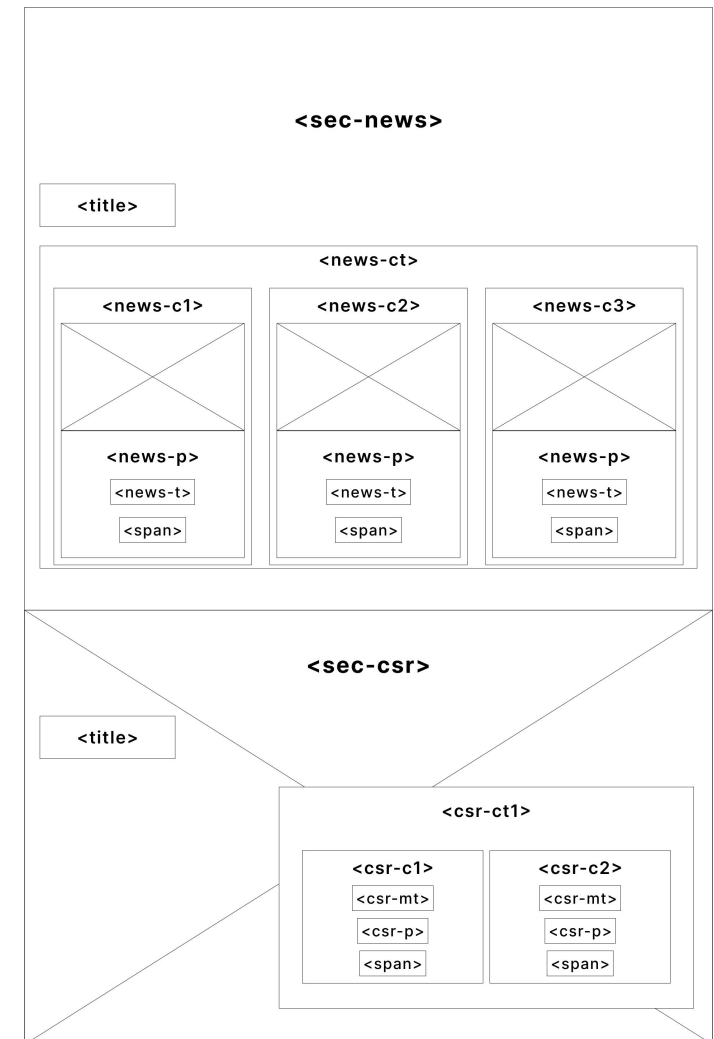 <sec-news>
<title>
<news-ct>
<news-c1> <news-c2> <news-c3>
<news-p> <news-p> <news-p>
<news-t> <news-t> <news-t>
<span> <span> <span>
<sec-csr>
<title>
<csr-ct1>
<csr-c1> <csr-c2>
<csr-mt> <csr-mt>
<csr-p> <csr-p>
<span> <span>